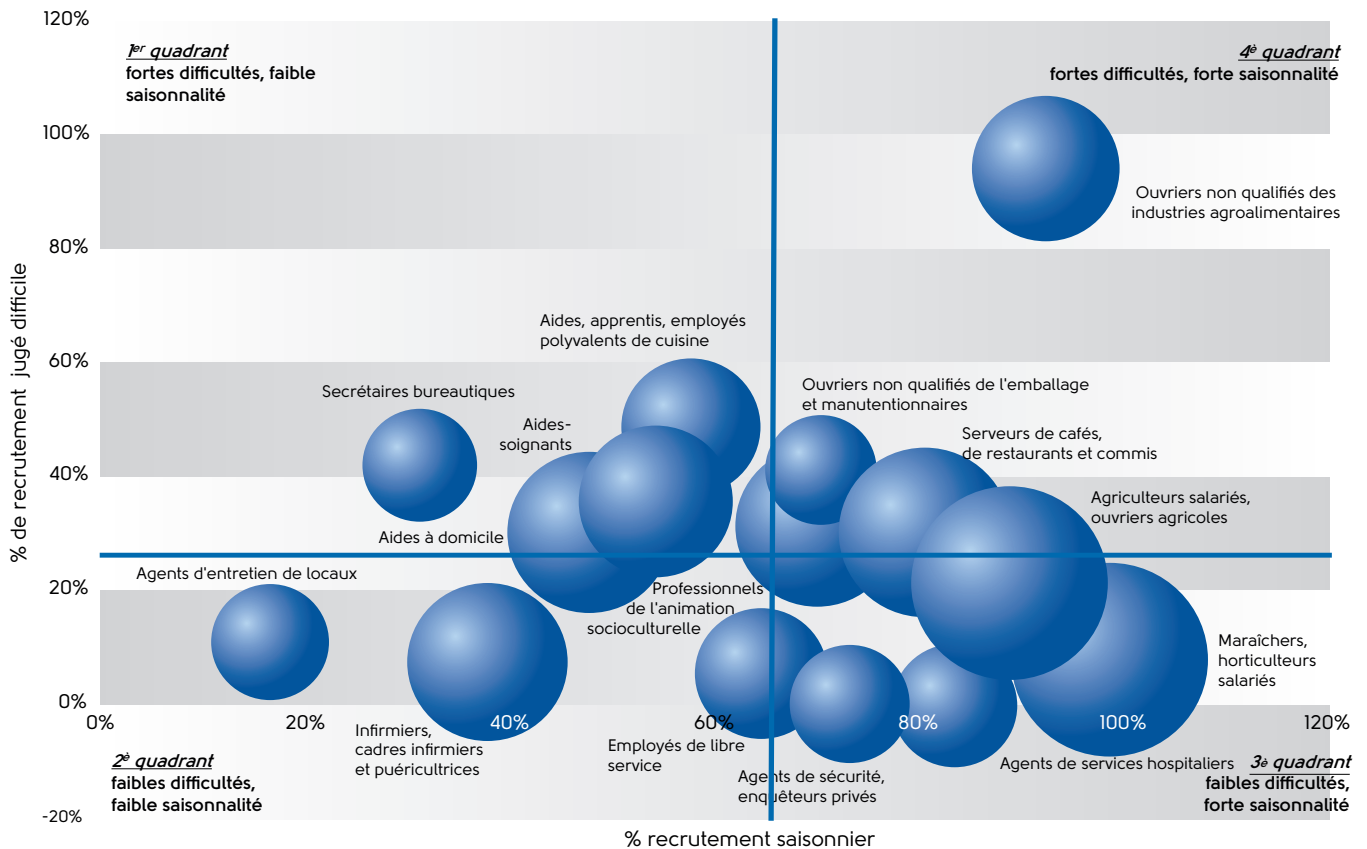 120%
1er quadrant
fortes difficultés, faible
saisonnalité
4è quadrant
fortes difficultés, forte saisonnalité
100%
Ouvriers non qualifiés des
industries agroalimentaires
80%
% de recrutement jugé difficile
Aides, apprentis, employés
polyvalents de cuisine
60%
Secrétaires bureautiques
Ouvriers non qualifiés de l'emballage
et manutentionnaires
Aides-
soignants
Serveurs de cafés,
de restaurants et commis
40%
Agriculteurs salariés,
ouvriers agricoles
Aides à domicile
Agents d'entretien de locaux
20%
Professionnels
de l'animation
socioculturelle
Maraîchers,
horticulteurs
salariés
0%
0%
20%
40%
60%
80%
100%
120%
Infirmiers,
cadres infirmiers
et puéricultrices
Employés de libre
service
Agents de sécurité,
enquêteurs privés
Agents de services hospitaliers
2è quadrant
faibles difficultés,
faible saisonnalité
3è quadrant
faibles difficultés,
forte saisonnalité
-20%
% recrutement saisonnier